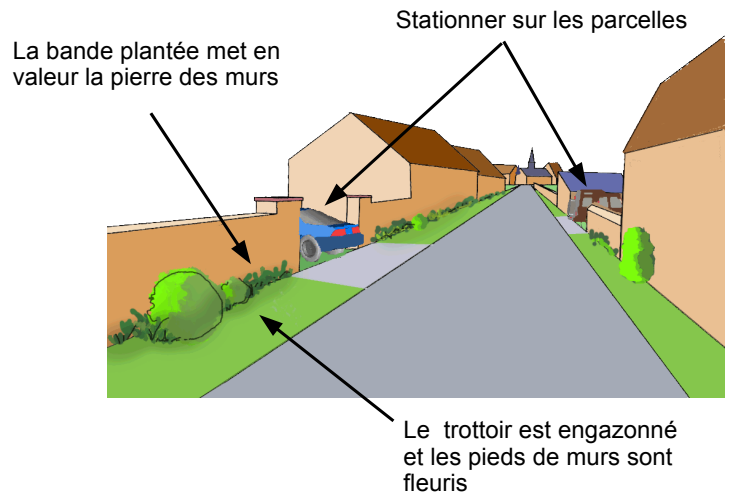 Stationner sur les parcelles
La bande plantée met en
valeur la pierre des murs
Le trottoir est engazonné
et les pieds de murs sont
fleuris